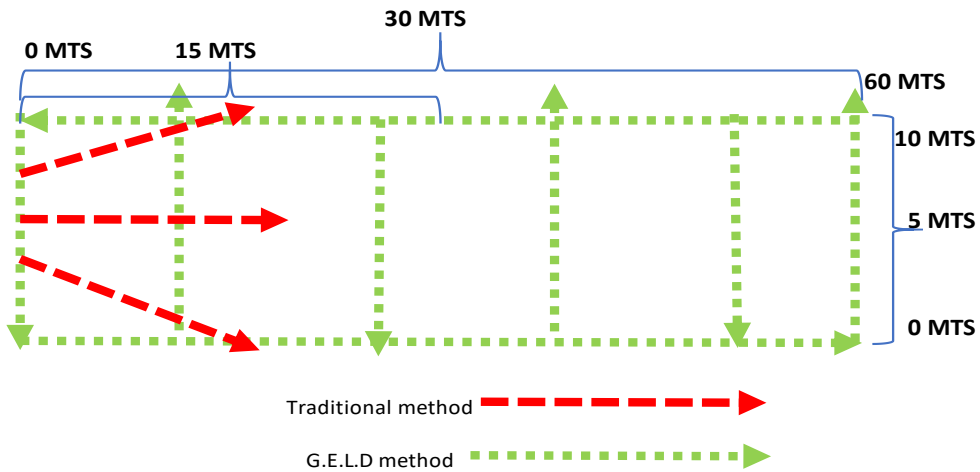 30 MTS
0 MTS
15 MTS
60 MTS
10 MTS
5 MTS
0 MTS
Traditional method
G.E.L.D method